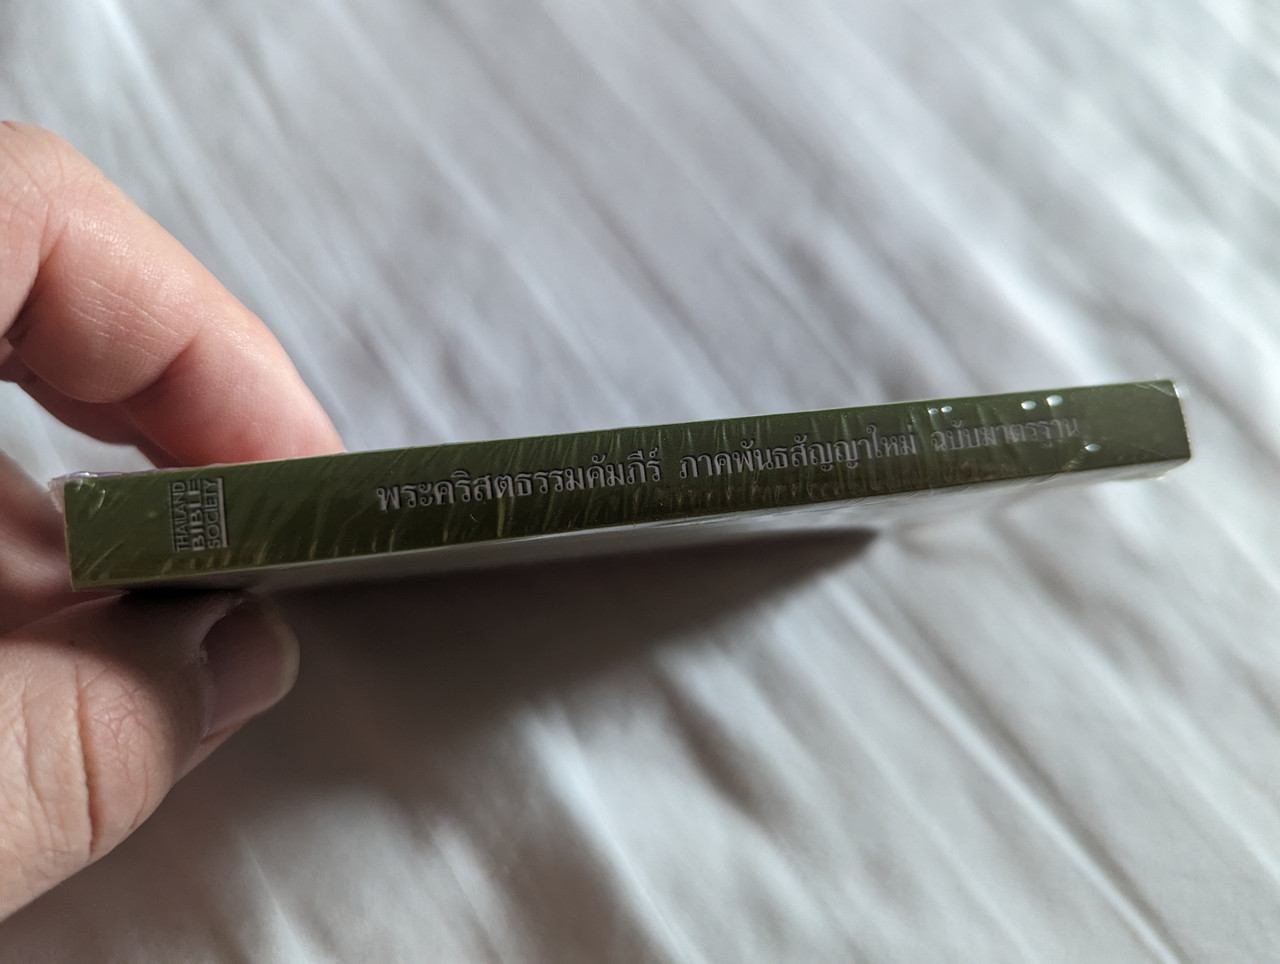 THAILAND
BIBLE
SOCIETY
พระคริสตธรรมคัมภีร์ ภาคพันธสัญญาใหม่ ฉบับมาตรฐาน